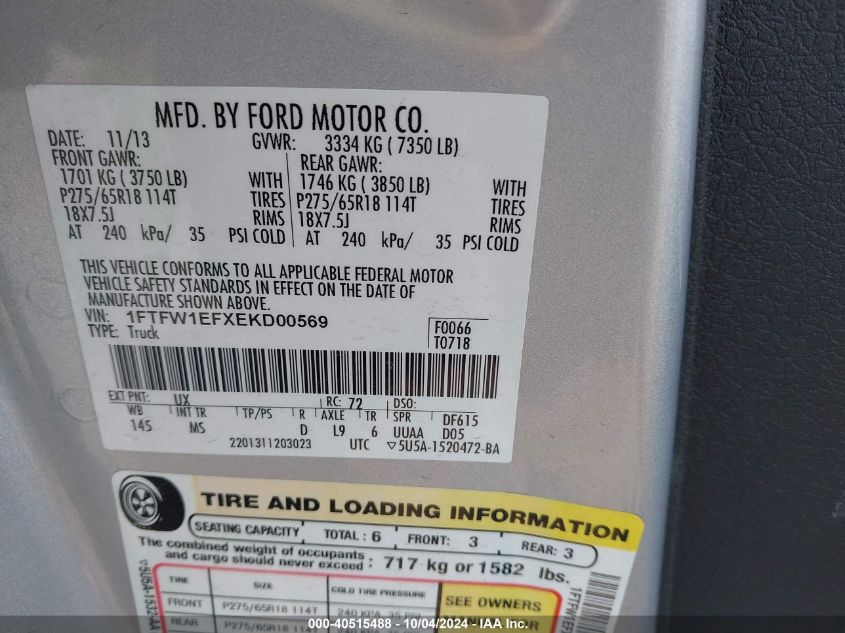 MFD. BY FORD MOTOR CO.
DATE: 11/13 GVWR: 3334 KG ( 7350 LB)
FRONT GAWR: REAR GAWR:
1701 KG ( 3750 LB) WITH 1746 KG ( 3850 LB) WITH
P275/65R18 114T TIRES P275/65R18 114T TIRES
18X7.5J RIMS 18X7.5J RIMS
AT 240 kPa/ 35 PSI COLD AT 240 kPa/ 35 PSI COLD
THIS VEHICLE CONFORMS TO ALL APPLICABLE FEDERAL MOTOR
VEHICLE SAFETY STANDARDS IN EFFECT ON THE DATE OF
MANUFACTURE SHOWN ABOVE.
VIN: 1FTFW1EFXEKD00569
TYPE: Truck
F0066
T0718
EXT PNT: UX RC: 72 DSO:
WB INT TR TP/PS R AXLE TR SPR DF615
145 MS D L9 6 UUAA D05
2201311203023 UTC ▽5U5A-1520472-BA
TIRE AND LOADING INFORMATION
SEATING CAPACITY TOTAL : 6 FRONT: 3 REAR: 3
The combined weight of occupants
and cargo should never exceed : 717 kg or 1582 lbs.
TIRE SIZE COLD TIRE PRESSURE
FRONT P275/65R18 114T 240 KPA, 35 PSI
REAR P275/65R18 114T
SEE OWNERS
▽5U5A-1532-AA
000-40515488 - 10/04/2024 - IAA, Inc.